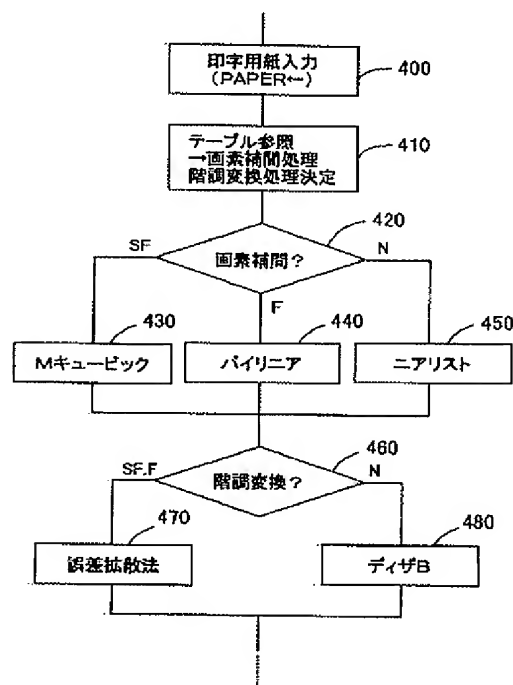 印字用紙入力
(PAPER←)
400
テーブル参照
→画素補間処理
階調変換処理決定
410
420
SF
画素補間？
N
F
430
440
450
Mキュービック
バイリニア
ニアリスト
460
SF,F
階調変換？
N
470
480
誤差拡散法
ディザB